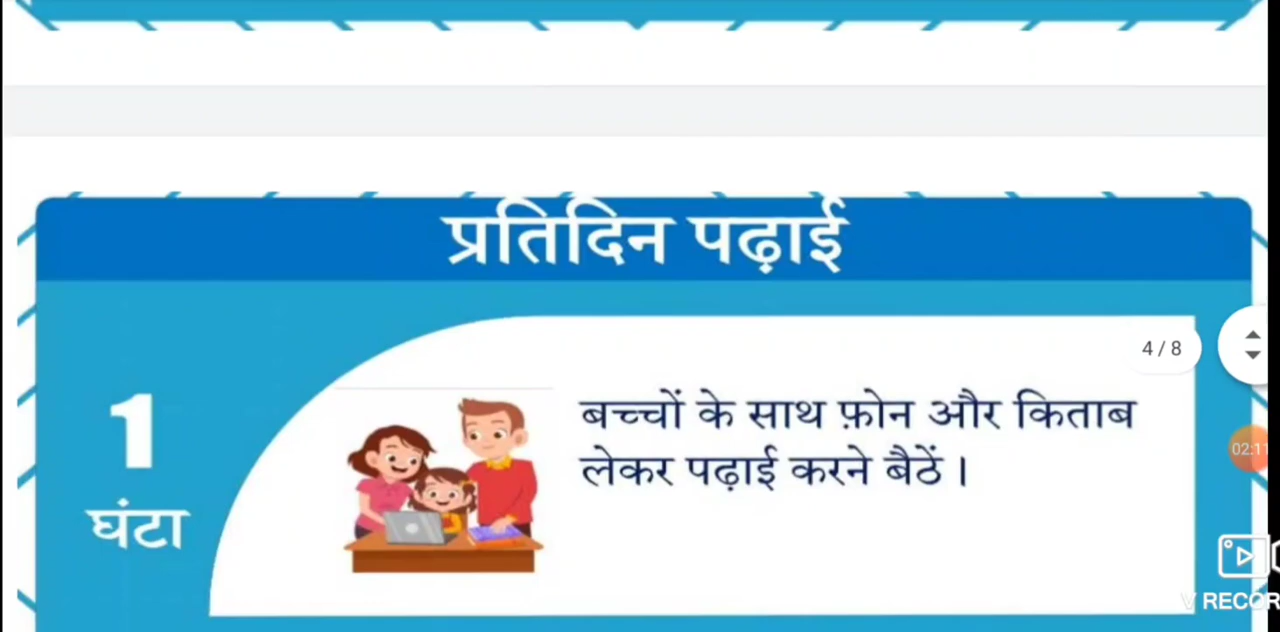 प्रतिदिन पढ़ाई
4 / 8
1
घंटा
बच्चों के साथ फ़ोन और किताब
लेकर पढ़ाई करने बैठें।
02:11
V RECOR